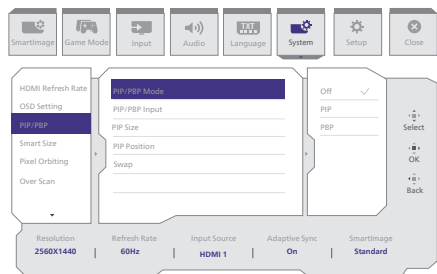 SmartImage
Game Mode
Input
Audio
TXT
Language
System
Setup
Close
HDMI Refresh Rate
OSD Setting
PIP/PBP
Smart Size
Pixel Orbiting
Over Scan
PIP/PBP Mode
PIP/PBP Input
PIP Size
PIP Position
Swap
Off
PIP
PBP
Select
OK
Back
Resolution
2560X1440
Refresh Rate
60Hz
Input Source
HDMI 1
Adaptive Sync
On
SmartImage
Standard